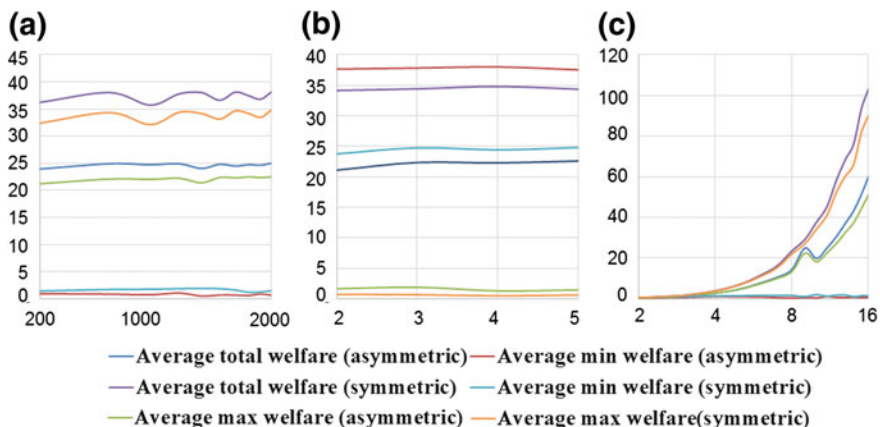 (a)
45
40
35
30
25
20
15
10
5
0
200 1000 2000
(b)
40
35
30
25
20
15
10
5
0
2 3 4 5
(c)
120
100
80
60
40
20
0
2 4 8 16
Average total welfare (asymmetric) Average min welfare (asymmetric)
Average total welfare (symmetric) Average min welfare (symmetric)
Average max welfare (asymmetric) Average max welfare(symmetric)